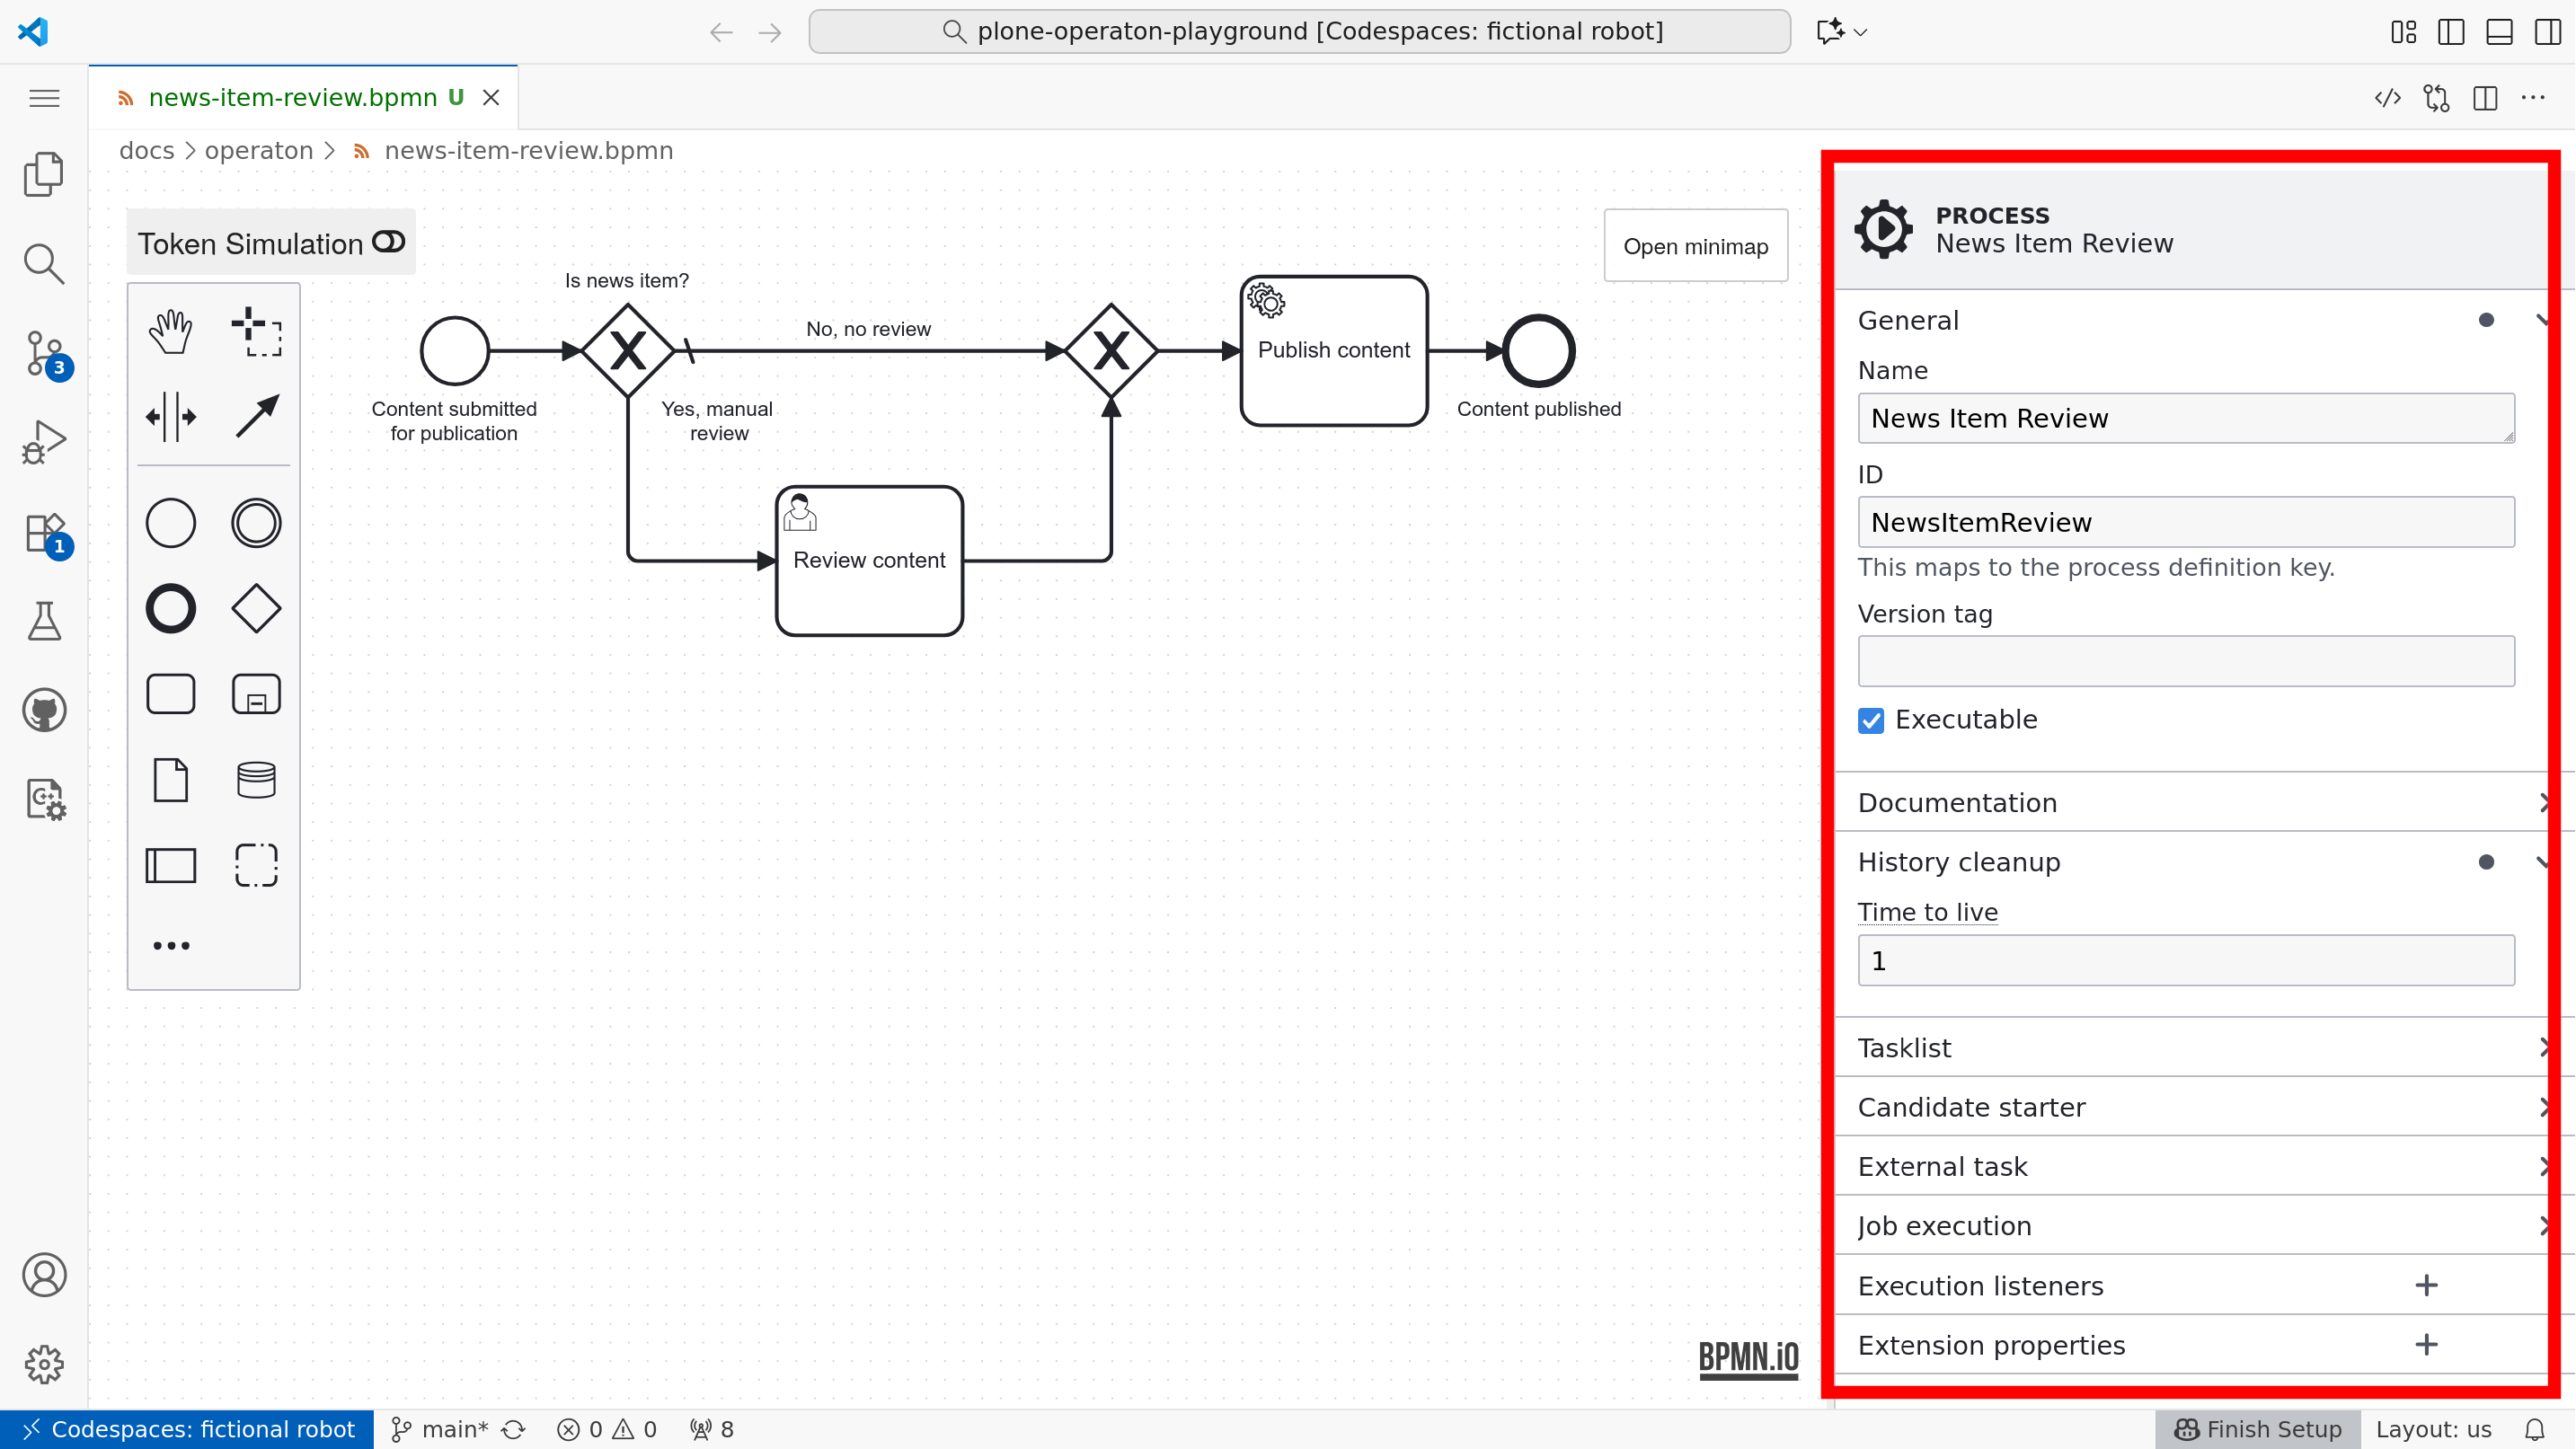 plone-operaton-playground [Codespaces: fictional robot]
news-item-review.bpmn U
docs operaton news-item-review.bpmn
Token Simulation
Open minimap
Is news item?
No, no review
Publish content
Content submitted
for publication
Yes, manual
review
Content published
Review content
3
1
BPMN.iO
PROCESS
News Item Review
General
Name
News Item Review
ID
NewsItemReview
This maps to the process definition key.
Version tag
Executable
Documentation
History cleanup
Time to live
1
Tasklist
Candidate starter
External task
Job execution
Execution listeners
Extension properties
Codespaces: fictional robot main* 0 0 8 Finish Setup Layout: us